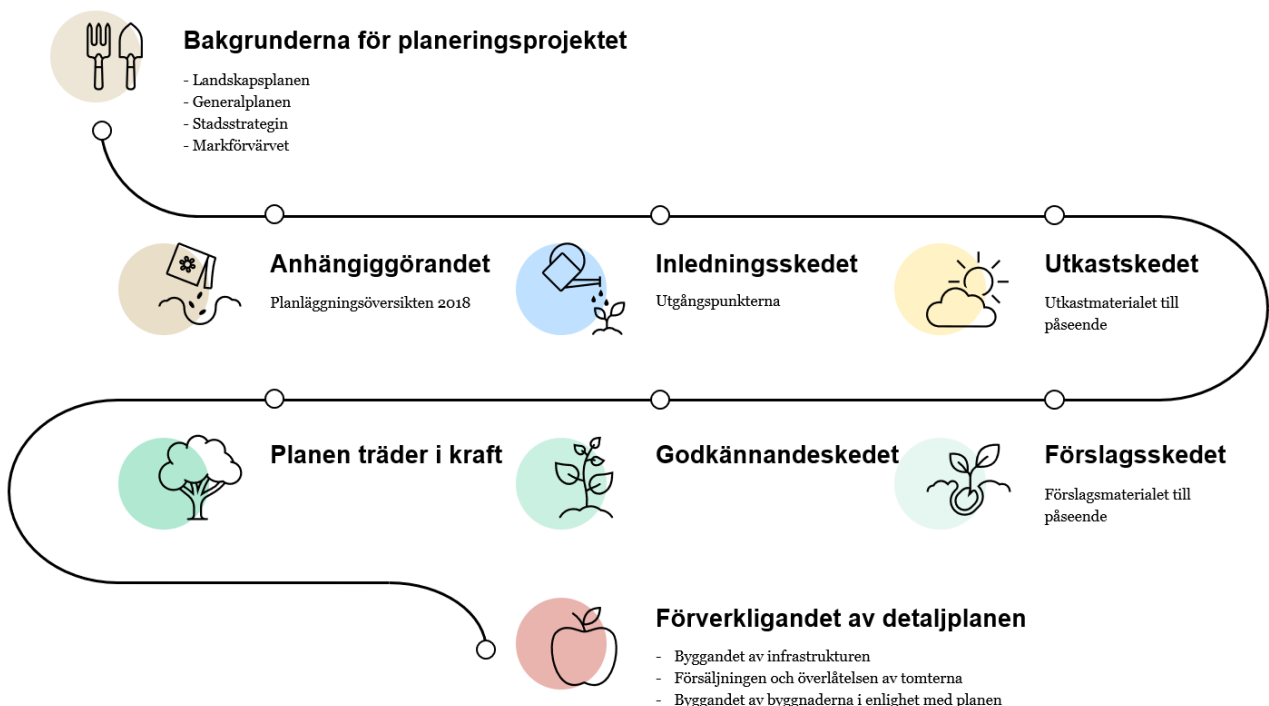 Bakgrunderna för planeringsprojektet
- Landskapsplanen
- Generalplanen
- Stadsstrategin
- Markförvärvet
Anhängiggörandet
Planläggningsöversikten 2018
Inledningsskedet
Utgångspunkterna
Utkastskedet
Utkastmaterialet till
påseende
Planen träder i kraft
Godkännandeskedet
Förslagsskedet
Förslagsmaterialet till
påseende
Förverkligandet av detaljplanen
- Byggandet av infrastrukturen
- Försäljningen och överlåtelsen av tomterna
- Byggandet av byggnaderna i enlighet med planen